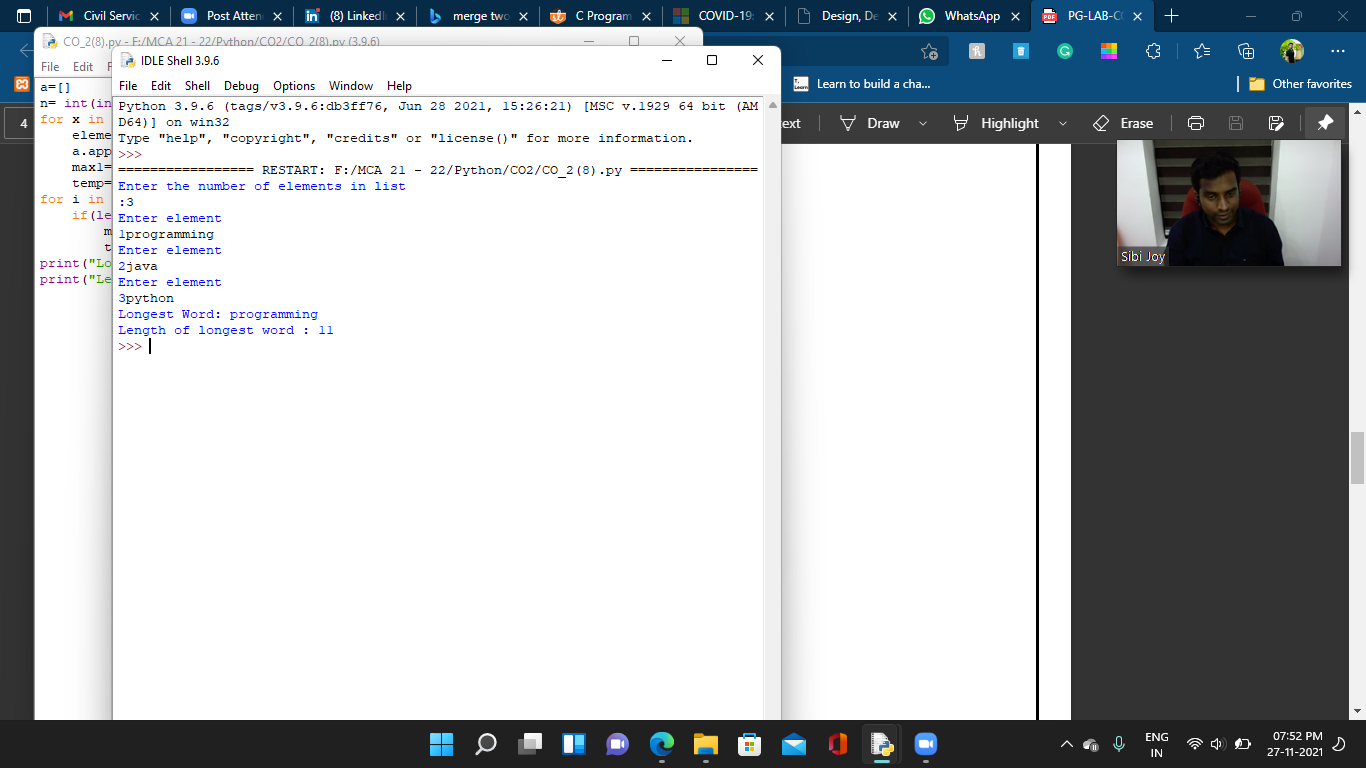 Civil Servic
Post Atten
(8) LinkedI
merge two
C Program
COVID-19:
Design, De
WhatsApp
PG-LAB-CO
CO_2(8).py - F:/MCA 21 - 22/Python/CO2/CO_2(8).py (3.9.6)
File Edit
a=[]
n= int(in
for x in
eleme
a.app
max1=
temp=
for i in
if(le
m
t
print("Lo
print("Le
IDLE Shell 3.9.6
File Edit Shell Debug Options Window Help
Python 3.9.6 (tags/v3.9.6:db3ff76, Jun 28 2021, 15:26:21) [MSC v.1929 64 bit (AM
D64)] on win32
Type "help", "copyright", "credits" or "license()" for more information.
>>>
================= RESTART: F:/MCA 21 - 22/Python/CO2/CO_2(8).py ================
Enter the number of elements in list
:3
Enter element
1programming
Enter element
2java
Enter element
3python
Longest Word: programming
Length of longest word : 11
>>>
Learn to build a cha...
Other favorites
4
ext
Draw
Highlight
Erase
Sibi Joy
ENG
IN
07:52 PM
27-11-2021